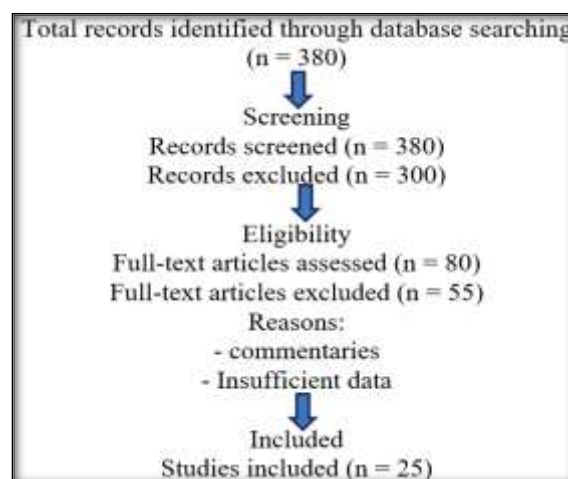 Total records identified through database searching
(n = 380)
Screening
Records screened (n = 380)
Records excluded (n = 300)
Eligibility
Full-text articles assessed (n = 80)
Full-text articles excluded (n = 55)
Reasons:
- commentaries
- Insufficient data
Included
Studies included (n = 25)